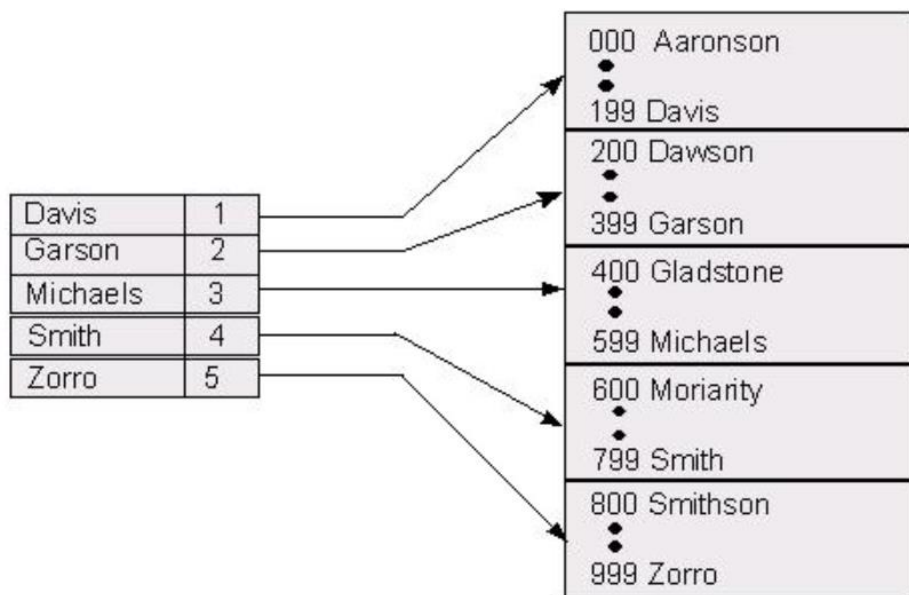 Davis 1
Garson 2
Michaels 3
Smith 4
Zorro 5
000 Aaronson
199 Davis
200 Dawson
399 Garson
400 Gladstone
599 Michaels
600 Moriarity
799 Smith
800 Smithson
999 Zorro